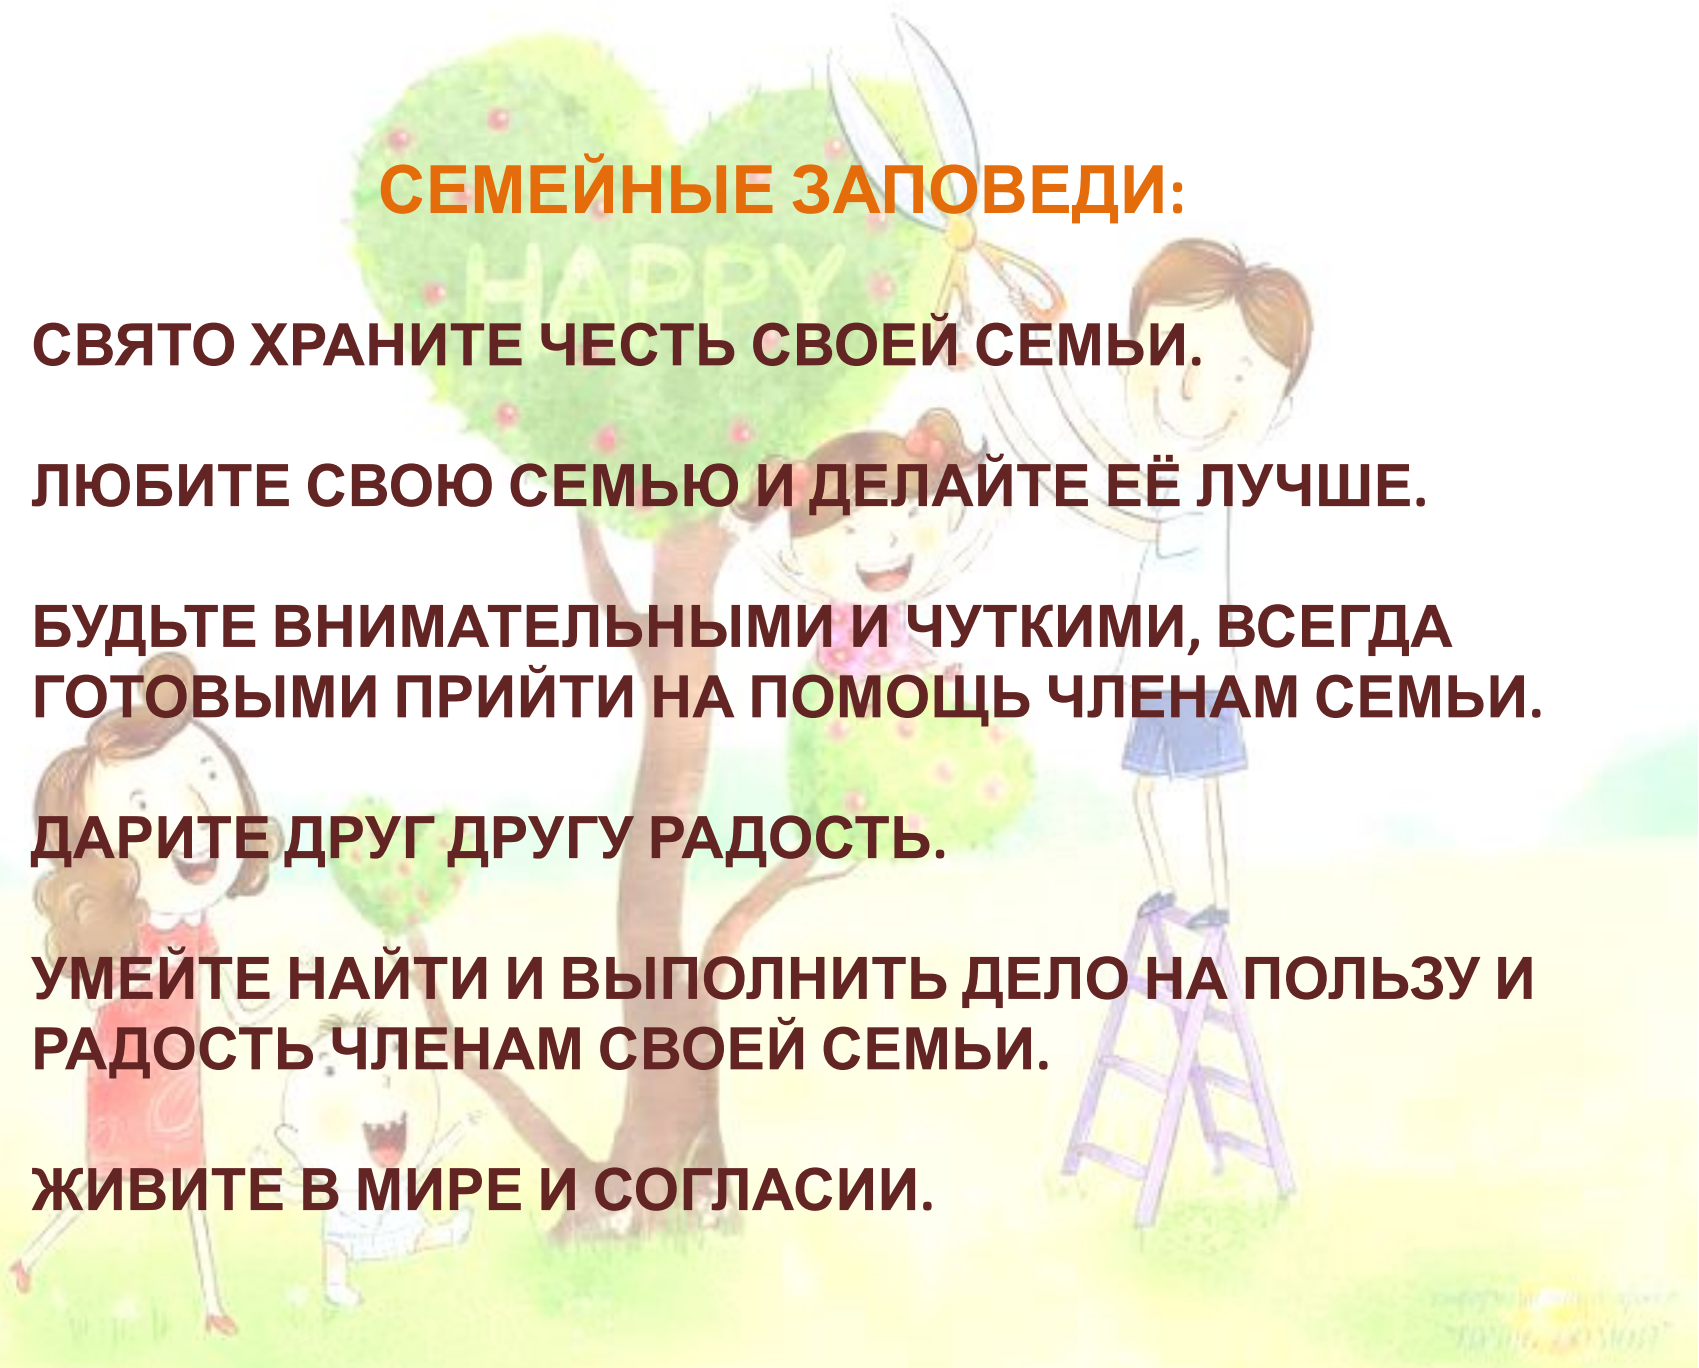 СЕМЕЙНЫЕ ЗАПОВЕДИ:
HAPPY
СВЯТО ХРАНИТЕ ЧЕСТЬ СВОЕЙ СЕМЬИ.
ЛЮБИТЕ СВОЮ СЕМЬЮ И ДЕЛАЙТЕ ЕЁ ЛУЧШЕ.
БУДЬТЕ ВНИМАТЕЛЬНЫМИ И ЧУТКИМИ, ВСЕГДА
ГОТОВЫМИ ПРИЙТИ НА ПОМОЩЬ ЧЛЕНАМ СЕМЬИ.
ДАРИТЕ ДРУГ ДРУГУ РАДОСТЬ.
УМЕЙТЕ НАЙТИ И ВЫПОЛНИТЬ ДЕЛО НА ПОЛЬЗУ И
РАДОСТЬ ЧЛЕНАМ СВОЕЙ СЕМЬИ.
ЖИВИТЕ В МИРЕ И СОГЛАСИИ.